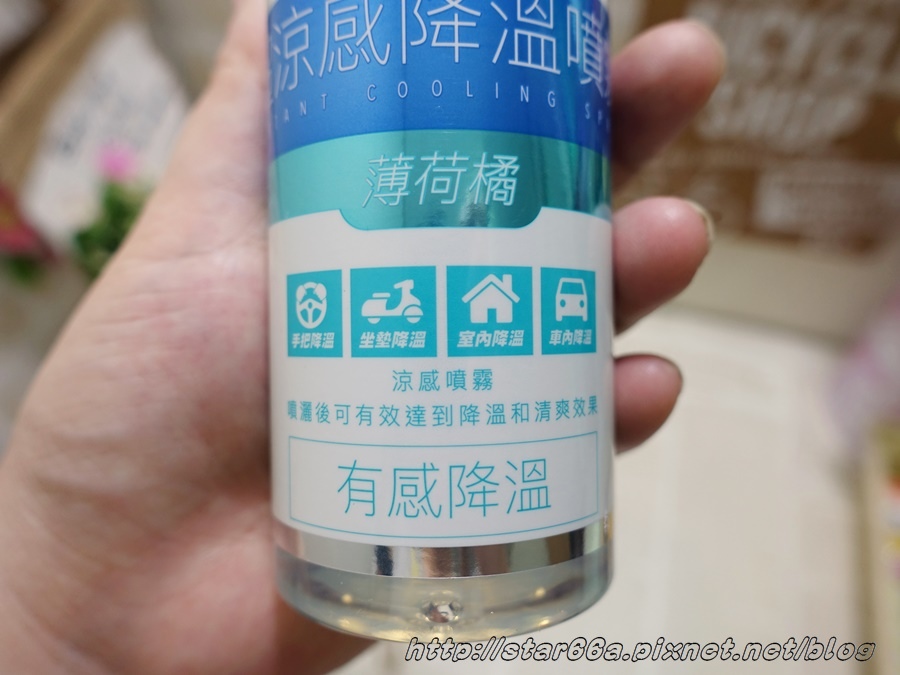 涼感降溫噴
COOLING
薄荷橘
手把降溫 坐墊降溫 室內降溫 車內降溫
涼感噴霧
噴灑後可有效達到降溫和清爽效果
有感降溫
http://star66a.pixnet.net/blog